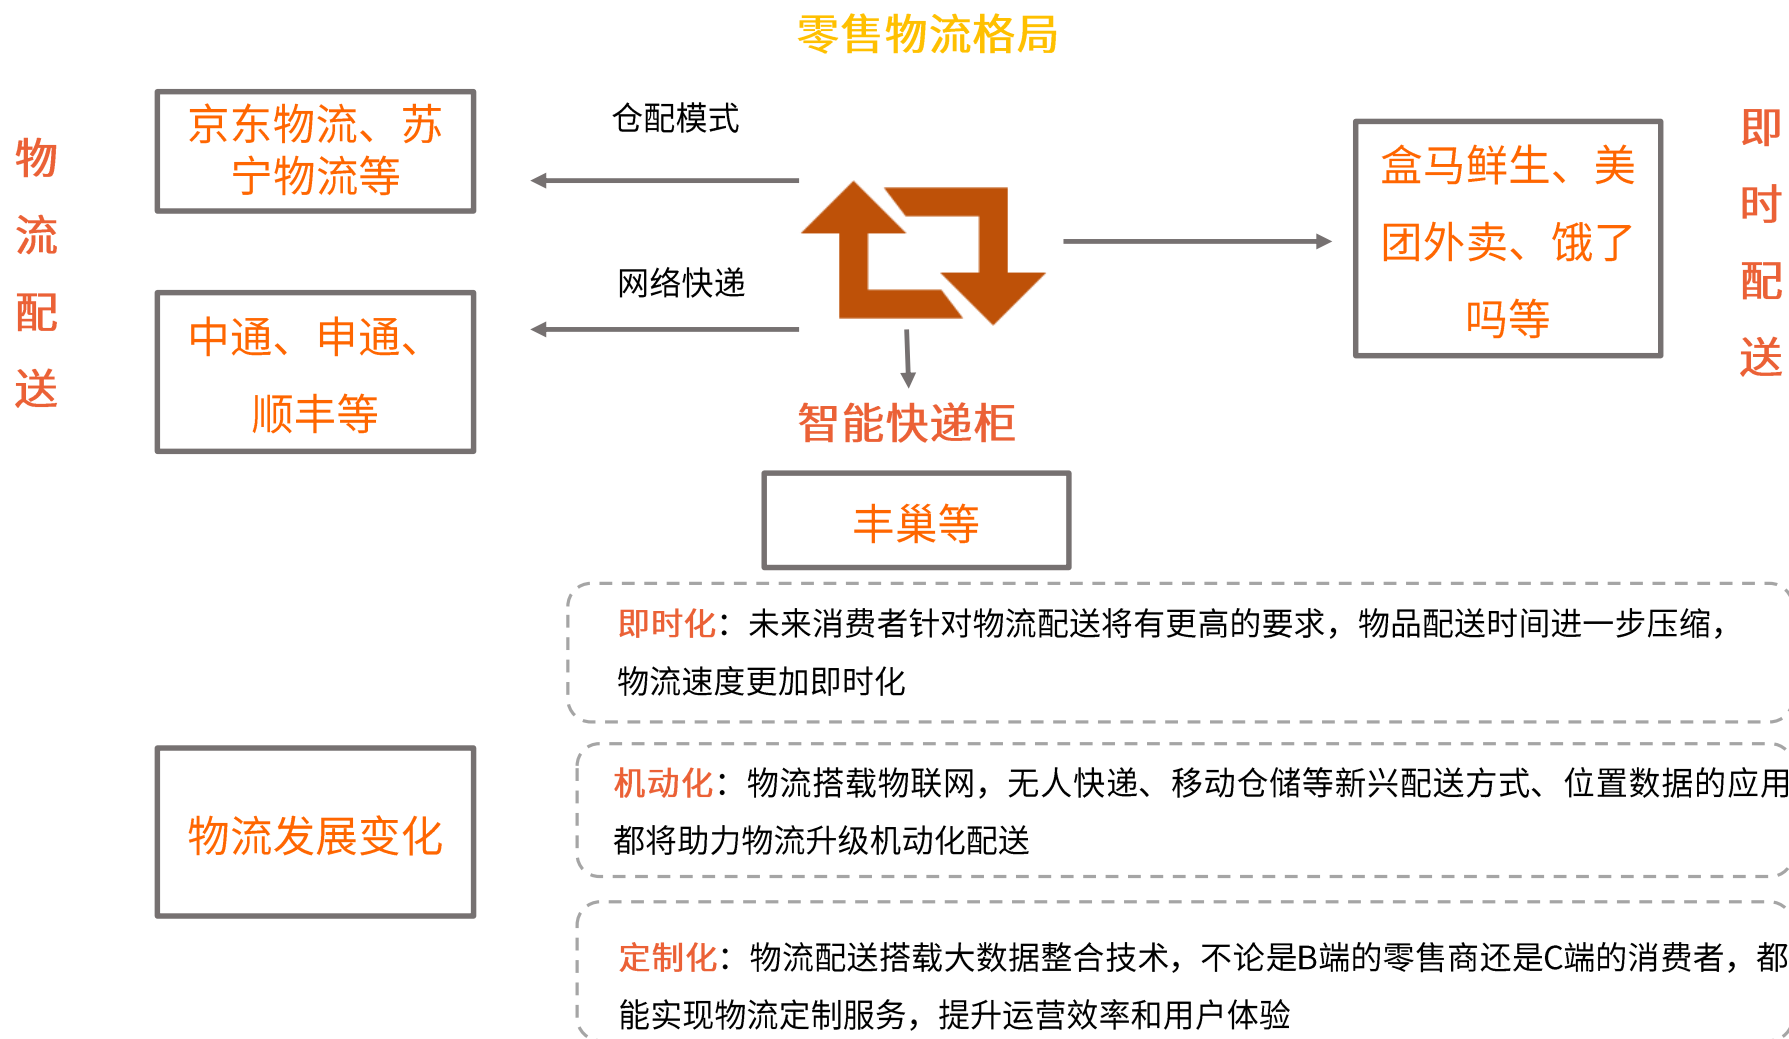 零售物流格局
物流配送
京东物流、苏
宁物流等
仓配模式
中通、申通、
顺丰等
网络快递
盒马鲜生、美
团外卖、饿了
吗等
即时配送
智能快递柜
丰巢等
物流发展变化
即时化：未来消费者针对物流配送将有更高的要求，物品配送时间进一步压缩，
物流速度更加即时化
机动化：物流搭载物联网，无人快递、移动仓储等新兴配送方式、位置数据的应用
都将助力物流升级机动化配送
定制化：物流配送搭载大数据整合技术，不论是B端的零售商还是C端的消费者，都
能实现物流定制服务，提升运营效率和用户体验